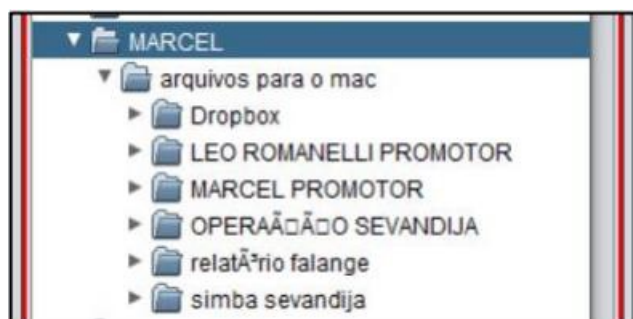 MARCEL
arquivos para o mac
Dropbox
LEO ROMANELLI PROMOTOR
MARCEL PROMOTOR
OPERAÃ□Ã□O SEVANDIJA
relatÃ³rio falange
simba sevandija